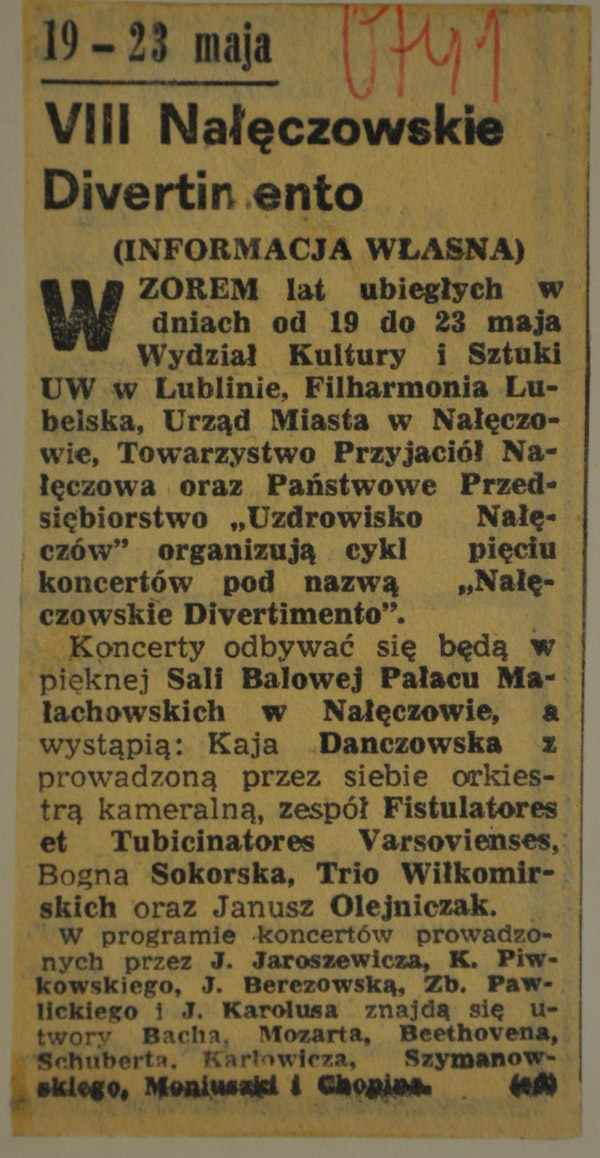 19 – 23 maja
VIII Nałęczowskie
Divertin ento
(INFORMACJA WŁASNA)
WZOREM lat ubiegłych w
dniach od 19 do 23 maja
Wydział Kultury i Sztuki
UW w Lublinie, Filharmonia Lu-
belska, Urząd Miasta w Nałęczo-
wie, Towarzystwo Przyjaciół Na-
łęczowa oraz Państwowe Przed-
siębiorstwo „Uzdrowisko Nałę-
czów” organizują cykl pięciu
koncertów pod nazwą „Nałę-
czowskie Divertimento”.
Koncerty odbywać się będą w
pięknej Sali Balowej Pałacu Ma-
łachowskich w Nałęczowie, a
wystąpią: Kaja Danczowska z
prowadzoną przez siebie orkies-
trą kameralną, zespół Fistulatores
et Tubicinatores Varsovienses,
Bogna Sokorska, Trio Wiłkomir-
skich oraz Janusz Olejniczak.
W programie koncertów prowadzo-
nych przez J. Jaroszewicza, K. Piw-
kowskiego, J. Berezowską, Zb. Paw-
lickiego i J. Karolusa znajdą się u-
twory Bacha, Mozarta, Beethovena,
Schuberta, Karłowicza, Szymanow-
skiego, Moniuszki i Chopina.